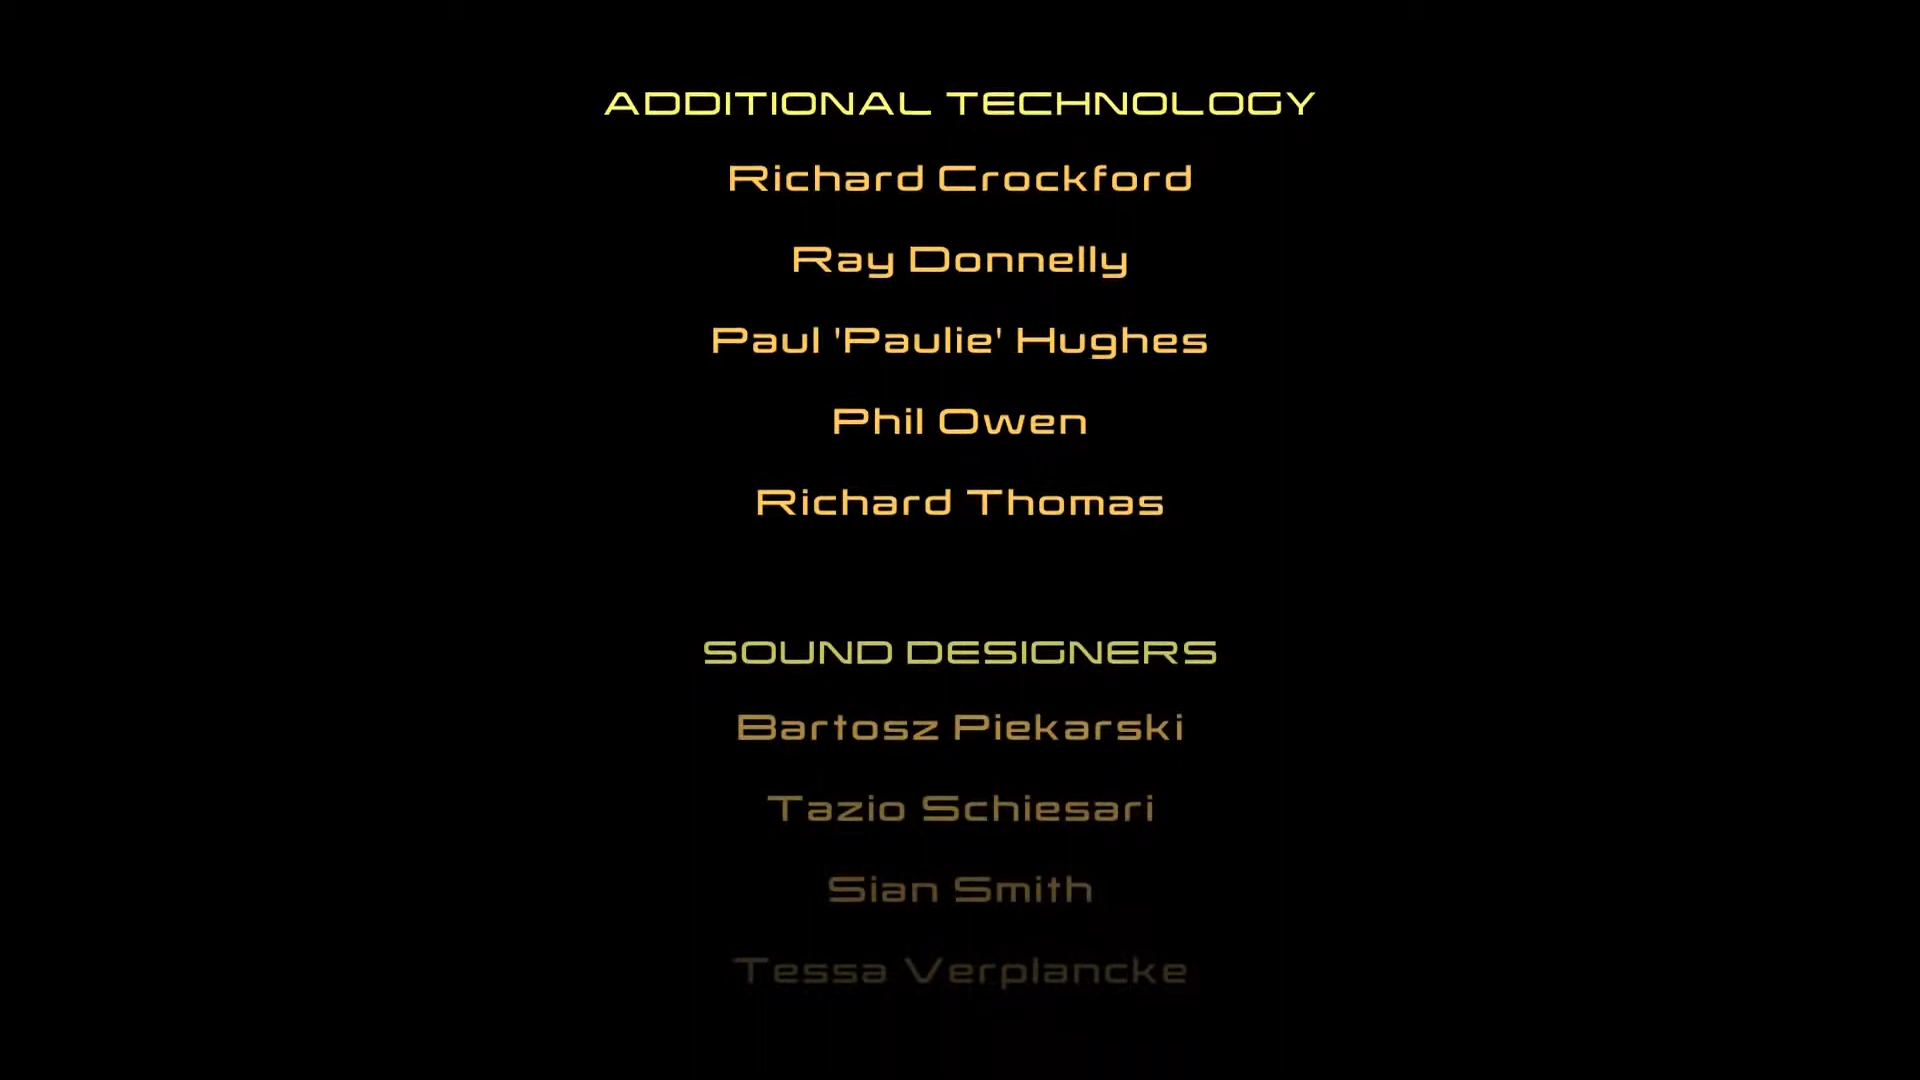 ADDITIONAL TECHNOLOGY
Richard Crockford
Ray Donnelly
Paul 'Paulie' Hughes
Phil Owen
Richard Thomas
SOUND DESIGNERS
Bartosz Piekarski
Tazio Schiesari
Sian Smith
Tessa Verplancke